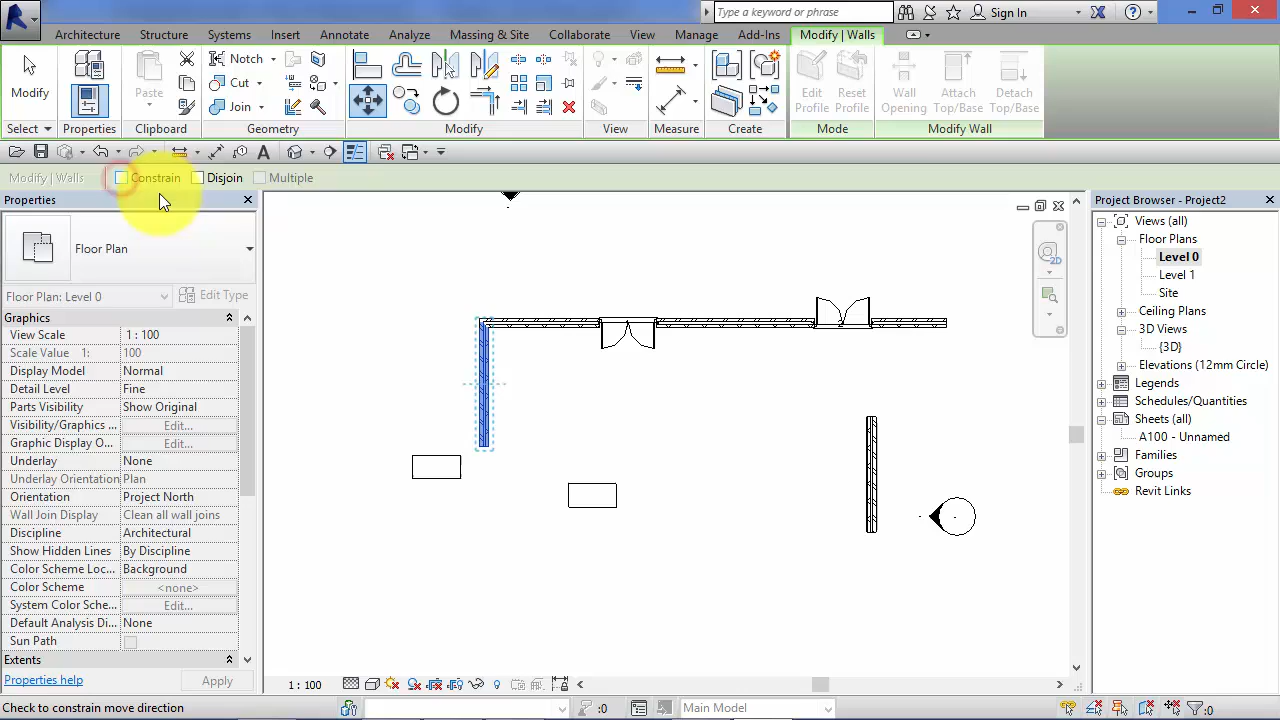 Type a keyword or phrase
Sign In
Architecture Structure Systems Insert Annotate Analyze Massing & Site Collaborate View Manage Add-Ins Modify | Walls
Modify
Paste
Notch
Cut
Join
Edit Profile
Reset Profile
Wall Opening
Attach Top/Base
Detach Top/Base
Select Properties Clipboard Geometry Modify View Measure Create Mode Modify Wall
Modify | Walls Constrain Disjoin Multiple
Properties
Floor Plan
Floor Plan: Level 0 Edit Type
Graphics
View Scale 1 : 100
Scale Value 1: 100
Display Model Normal
Detail Level Fine
Parts Visibility Show Original
Visibility/Graphics ... Edit...
Graphic Display O... Edit...
Underlay None
Underlay Orientation Plan
Orientation Project North
Wall Join Display Clean all wall joins
Discipline Architectural
Show Hidden Lines By Discipline
Color Scheme Loc... Background
Color Scheme <none>
System Color Sche... Edit...
Default Analysis Di... None
Sun Path
Extents
Properties help Apply
2D
Project Browser - Project2
Views (all)
Floor Plans
Level 0
Level 1
Site
Ceiling Plans
3D Views
{3D}
Elevations (12mm Circle)
Legends
Schedules/Quantities
Sheets (all)
A100 - Unnamed
Families
Groups
Revit Links
1 : 100
Check to constrain move direction :0 Main Model :0